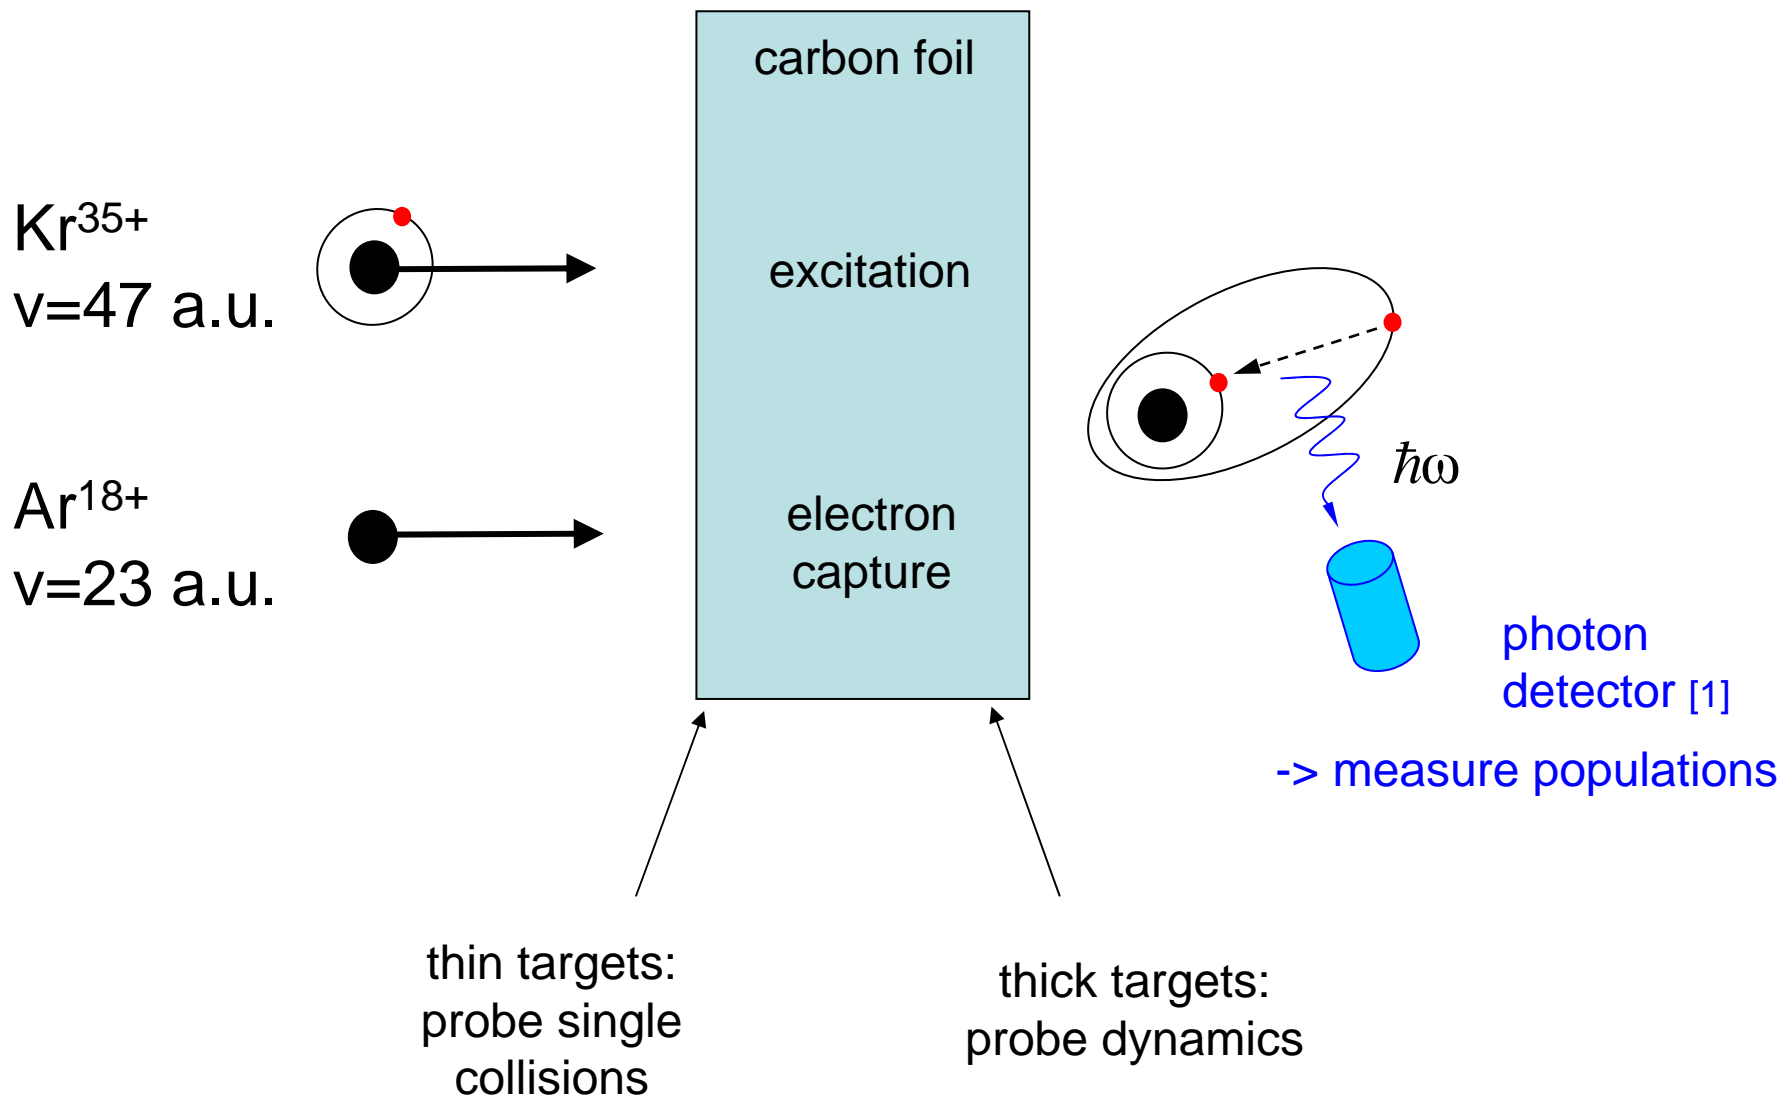 carbon foil
Kr35+
v=47 a.u.
excitation
ħω
Ar18+
v=23 a.u.
electron
capture
photon
detector [1]
-> measure populations
thin targets:
probe single
collisions
thick targets:
probe dynamics